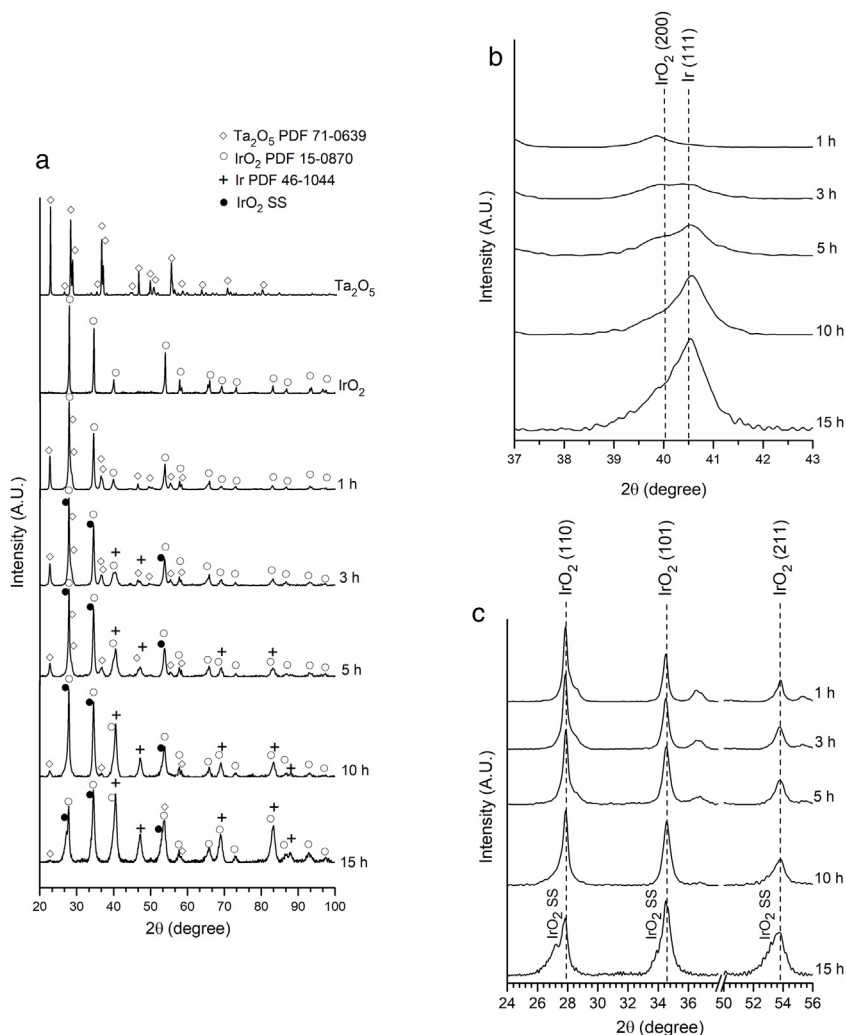 a
◇ Ta2O5 PDF 71-0639
○ IrO2 PDF 15-0870
+ Ir PDF 46-1044
● IrO2 SS
Intensity (A.U.)
Ta2O5
IrO2
1 h
3 h
5 h
10 h
15 h
20 30 40 50 60 70 80 90 100
2θ (degree)
b
IrO2 (200)
Ir (111)
Intensity (A.U.)
1 h
3 h
5 h
10 h
15 h
37 38 39 40 41 42 43
2θ (degree)
c
IrO2 (110)
IrO2 (101)
IrO2 (211)
Intensity (A.U.)
1 h
3 h
5 h
10 h
15 h
IrO2 SS
IrO2 SS
IrO2 SS
24 26 28 30 32 34 36 50 52 54 56
2θ (degree)